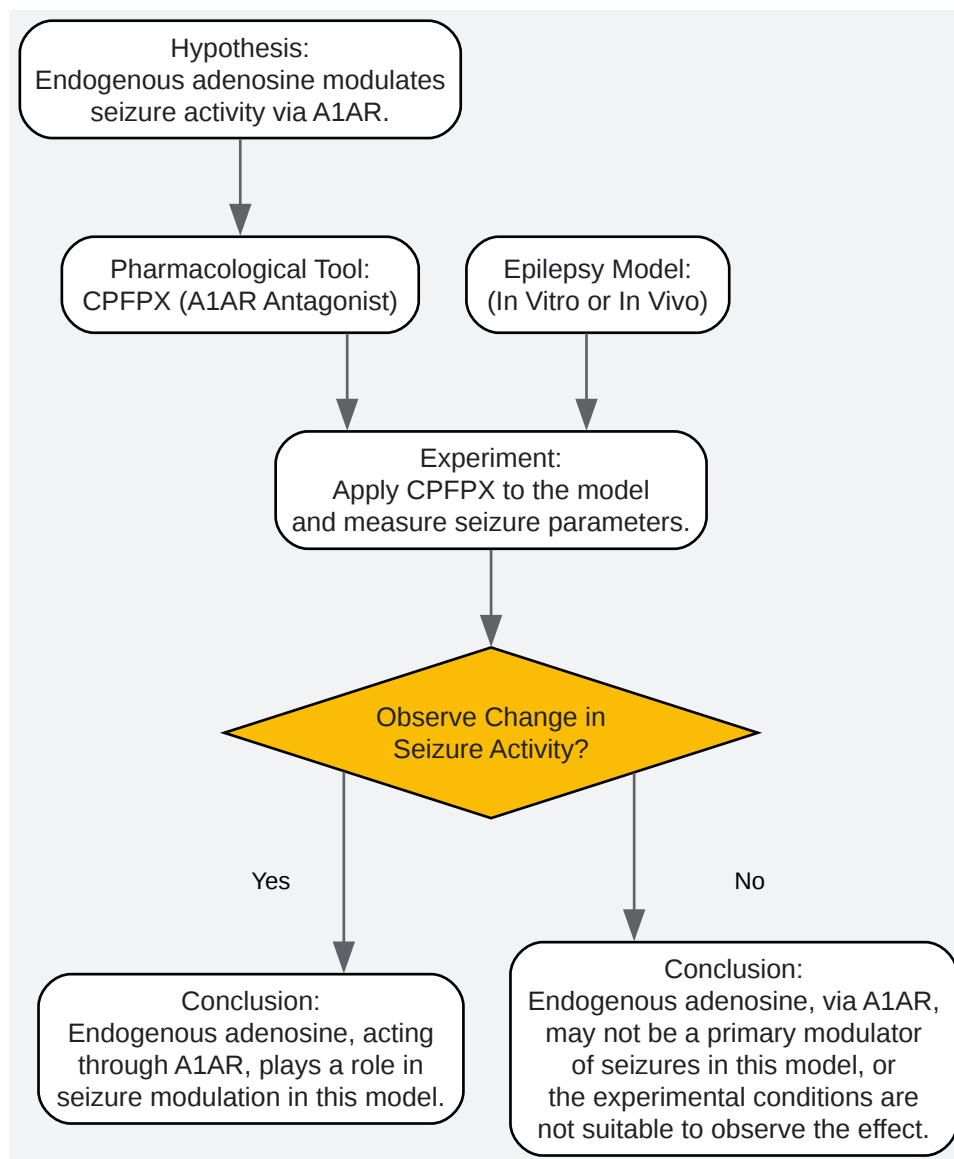 Hypothesis:
Endogenous adenosine modulates
seizure activity via A1AR.
Pharmacological Tool:
CPFPX (A1AR Antagonist)
Epilepsy Model:
(In Vitro or In Vivo)
Experiment:
Apply CPFPX to the model
and measure seizure parameters.
Observe Change in
Seizure Activity?
Yes
No
Conclusion:
Endogenous adenosine, acting
through A1AR, plays a role in
seizure modulation in this model.
Conclusion:
Endogenous adenosine, via A1AR,
may not be a primary modulator
of seizures in this model, or
the experimental conditions are
not suitable to observe the effect.